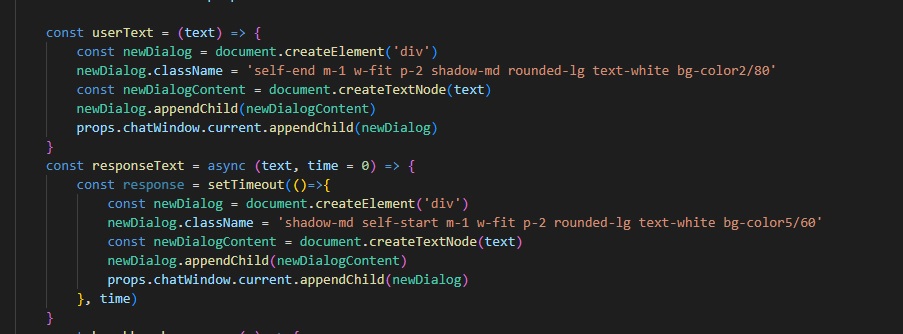 const userText = (text) => {
const newDialog = document.createElement('div')
newDialog.className = 'self-end m-1 w-fit p-2 shadow-md rounded-lg text-white bg-color2/80'
const newDialogContent = document.createTextNode(text)
newDialog.appendChild(newDialogContent)
props.chatWindow.current.appendChild(newDialog)
}
const responseText = async (text, time = 0) => {
const response = setTimeout(()=>{
const newDialog = document.createElement('div')
newDialog.className = 'shadow-md self-start m-1 w-fit p-2 rounded-lg text-white bg-color5/60'
const newDialogContent = document.createTextNode(text)
newDialog.appendChild(newDialogContent)
props.chatWindow.current.appendChild(newDialog)
}, time)
}